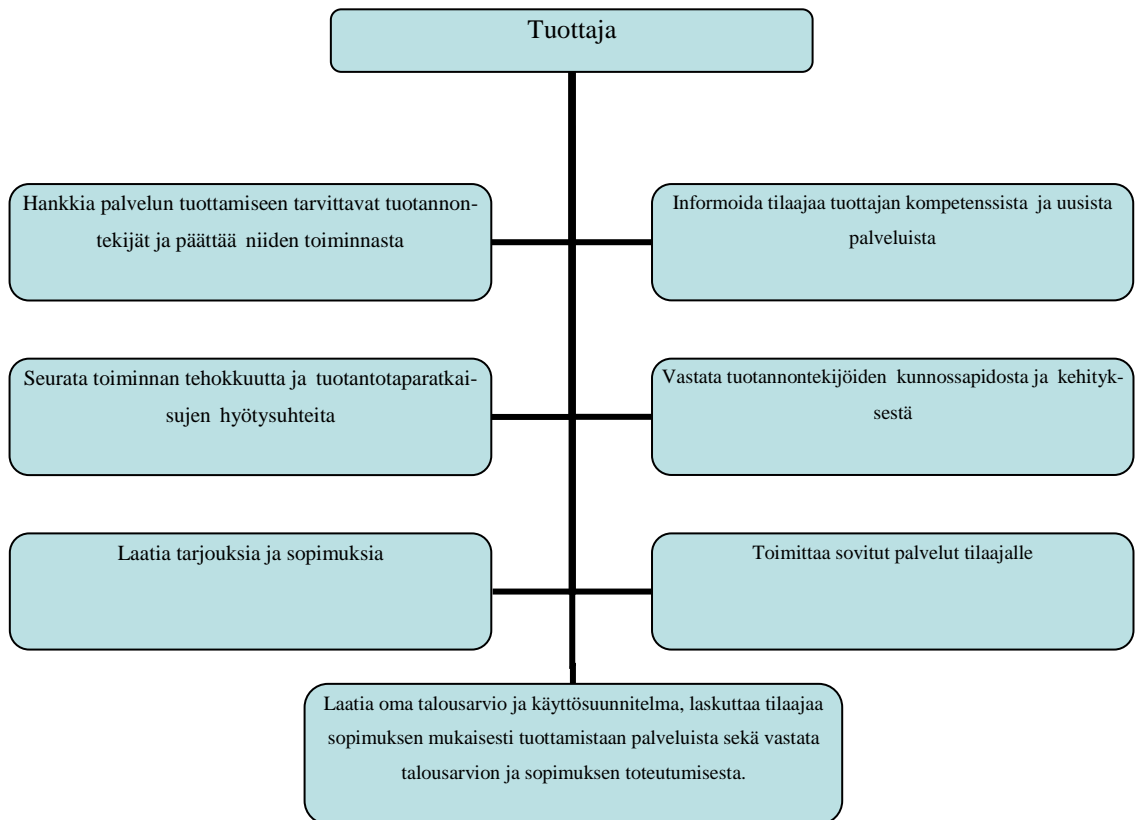 Tuottaja
Hankkia palvelun tuottamiseen tarvittavat tuotannon-
tekijät ja päättää niiden toiminnasta
Informoida tilaajaa tuottajan kompetenssista ja uusista
palveluista
Seurata toiminnan tehokkuutta ja tuotantotaparatkai-
sujen hyötysuhteita
Vastata tuotannontekijöiden kunnossapidosta ja kehityk-
sestä
Laatia tarjouksia ja sopimuksia
Toimittaa sovitut palvelut tilaajalle
Laatia oma talousarvio ja käyttösuunnitelma, laskuttaa tilaajaa
sopimuksen mukaisesti tuottamistaan palveluista sekä vastata
talousarvion ja sopimuksen toteutumisesta.